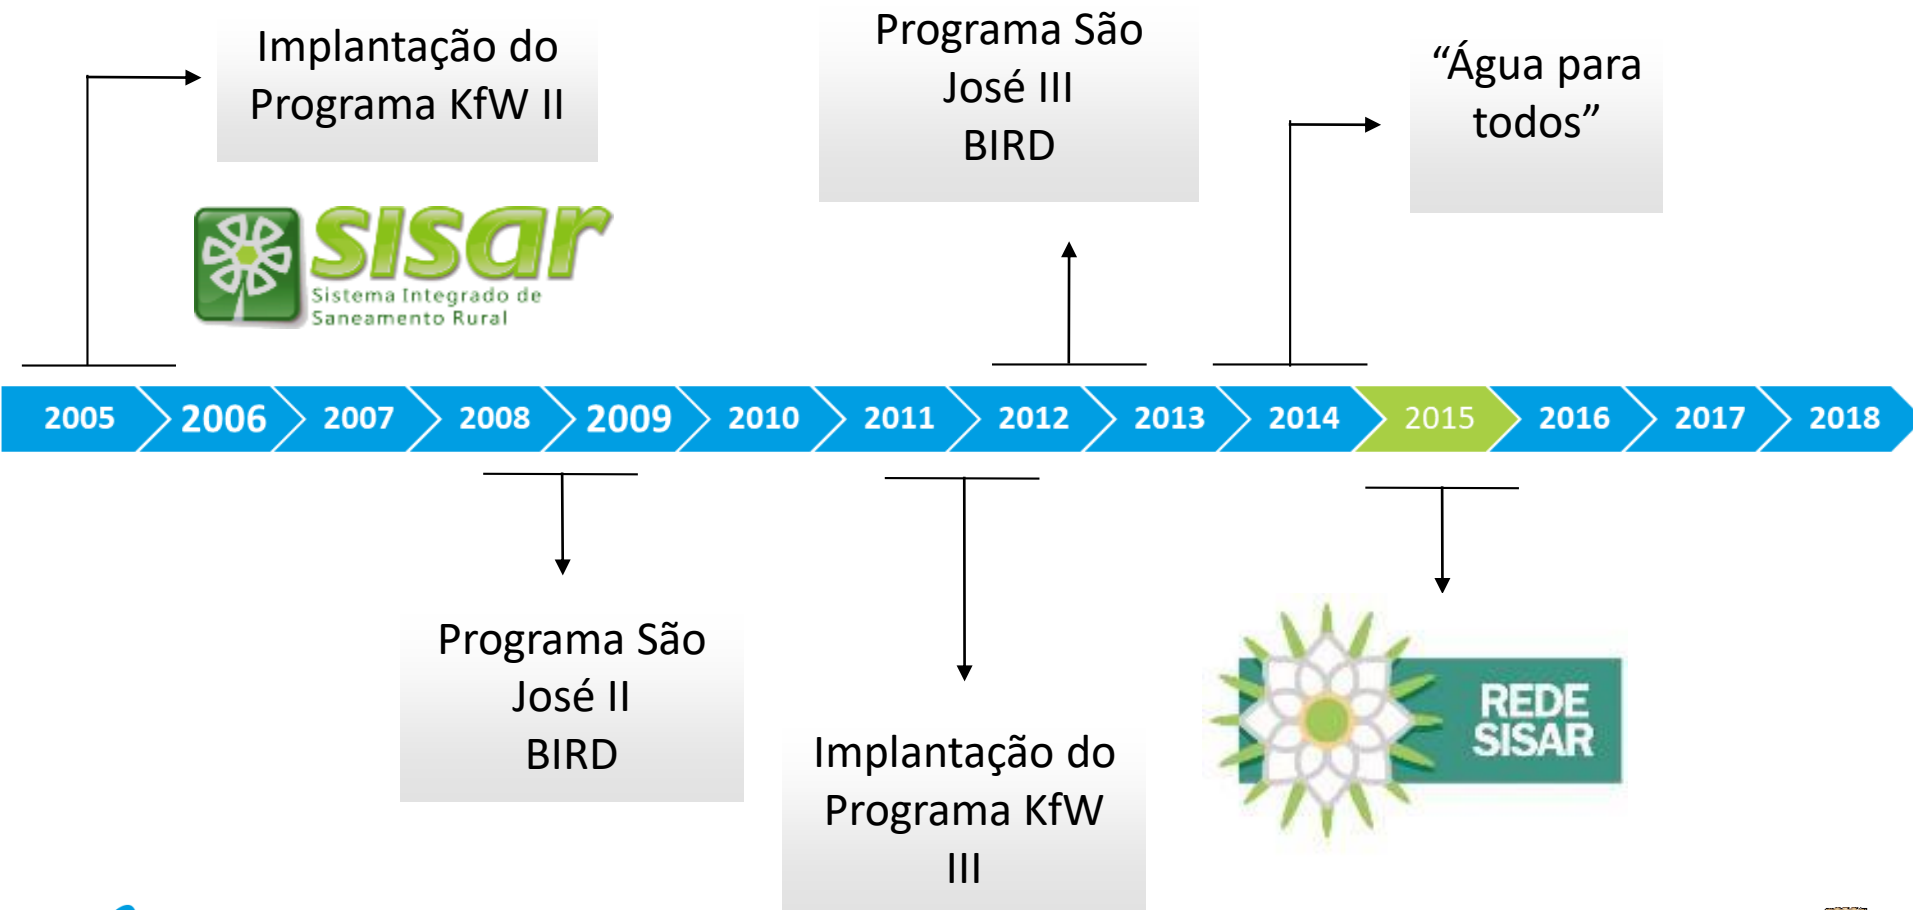 Implantação do
Programa KfW II
Programa São
José III
BIRD
“Água para
todos”
sisar
Sistema Integrado de
Saneamento Rural
2005 2006 2007 2008 2009 2010 2011 2012 2013 2014 2015 2016 2017 2018
Programa São
José II
BIRD
Implantação do
Programa KfW
III
REDE
SISAR